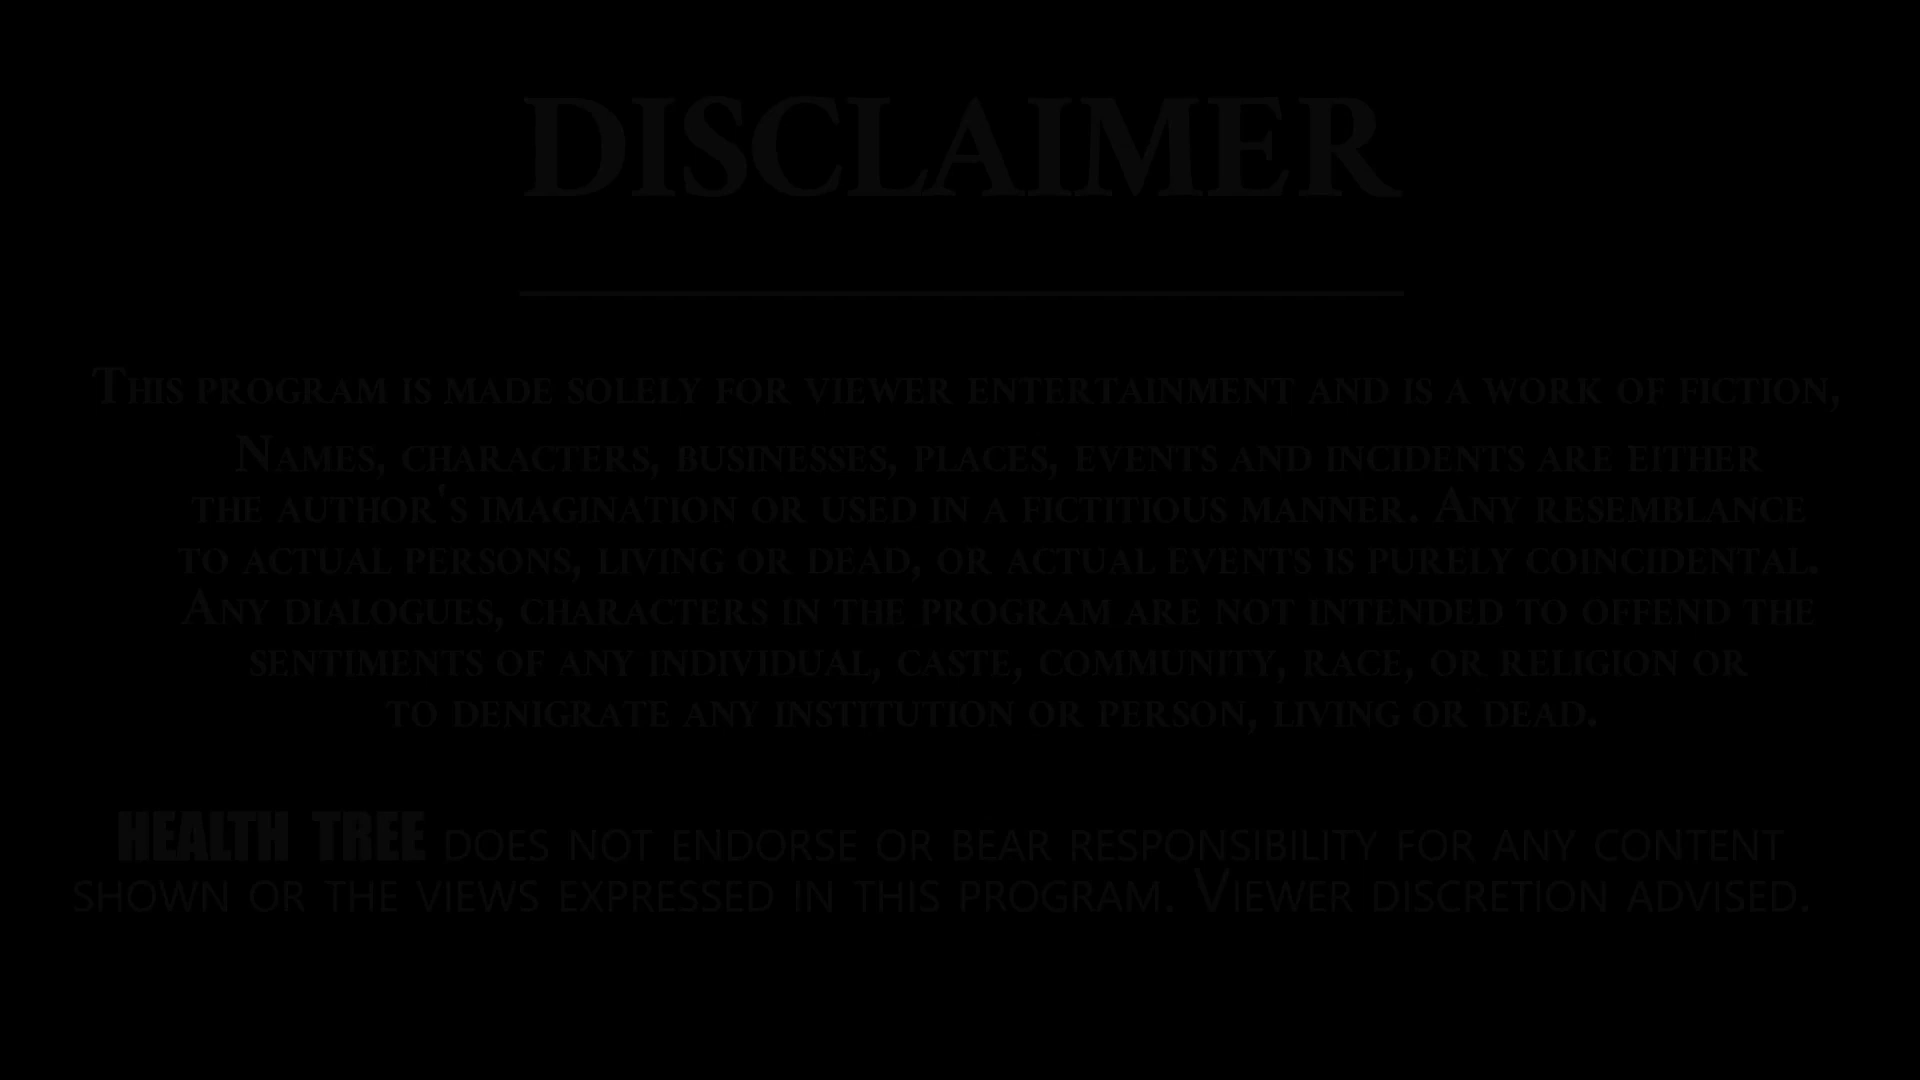 DISCLAIMER
This program is made solely for viewer entertainment and is a work of fiction,
Names, characters, businesses, places, events and incidents are either
the author's imagination or used in a fictitious manner. Any resemblance
to actual persons, living or dead, or actual events is purely coincidental.
Any dialogues, characters in the program are not intended to offend the
sentiments of any individual, caste, community, race, or religion or
to denigrate any institution or person, living or dead.
HEALTH TREE does not endorse or bear responsibility for any content
shown or the views expressed in this program. Viewer discretion advised.